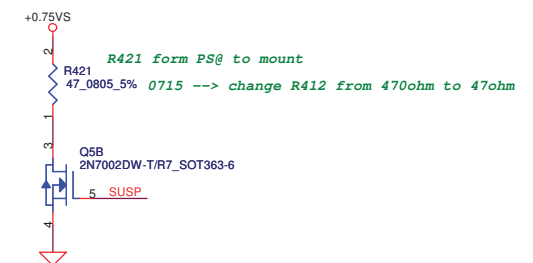 +0.75VS
2
R421 form PS@ to mount
R421
47_0805_5%
0715 --> change R412 from 470ohm to 47ohm
1
3
Q5B
2N7002DW-T/R7_SOT363-6
5
SUSP
4